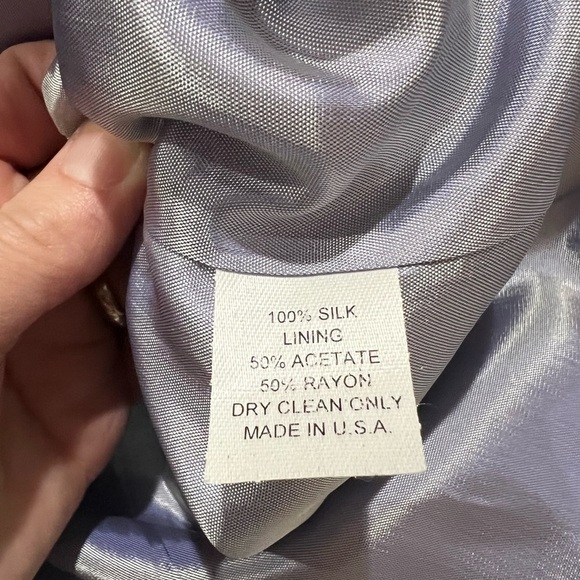 100% SILK
LINING
50% ACETATE
50% RAYON
DRY CLEAN ONLY
MADE IN U.S.A.